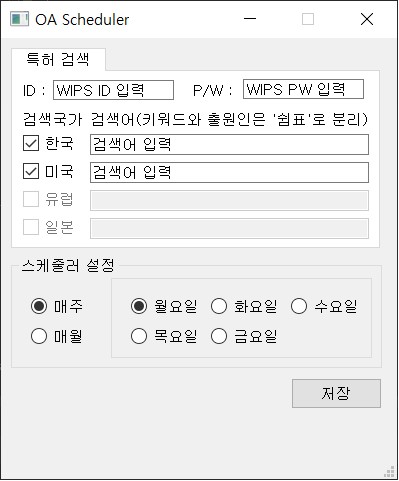 OA Scheduler
특허 검색
ID : WIPS ID 입력 P/W : WIPS PW 입력
검색국가 검색어(키워드와 출원인은 '쉼표'로 분리)
한국 검색어 입력
미국 검색어 입력
유럽
일본
스케줄러 설정
매주 월요일 화요일 수요일
매월 목요일 금요일
저장